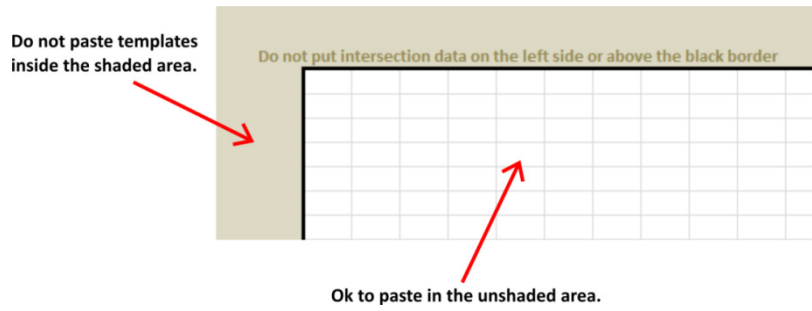 Do not paste templates
inside the shaded area.
Do not put intersection data on the left side or above the black border
Ok to paste in the unshaded area.